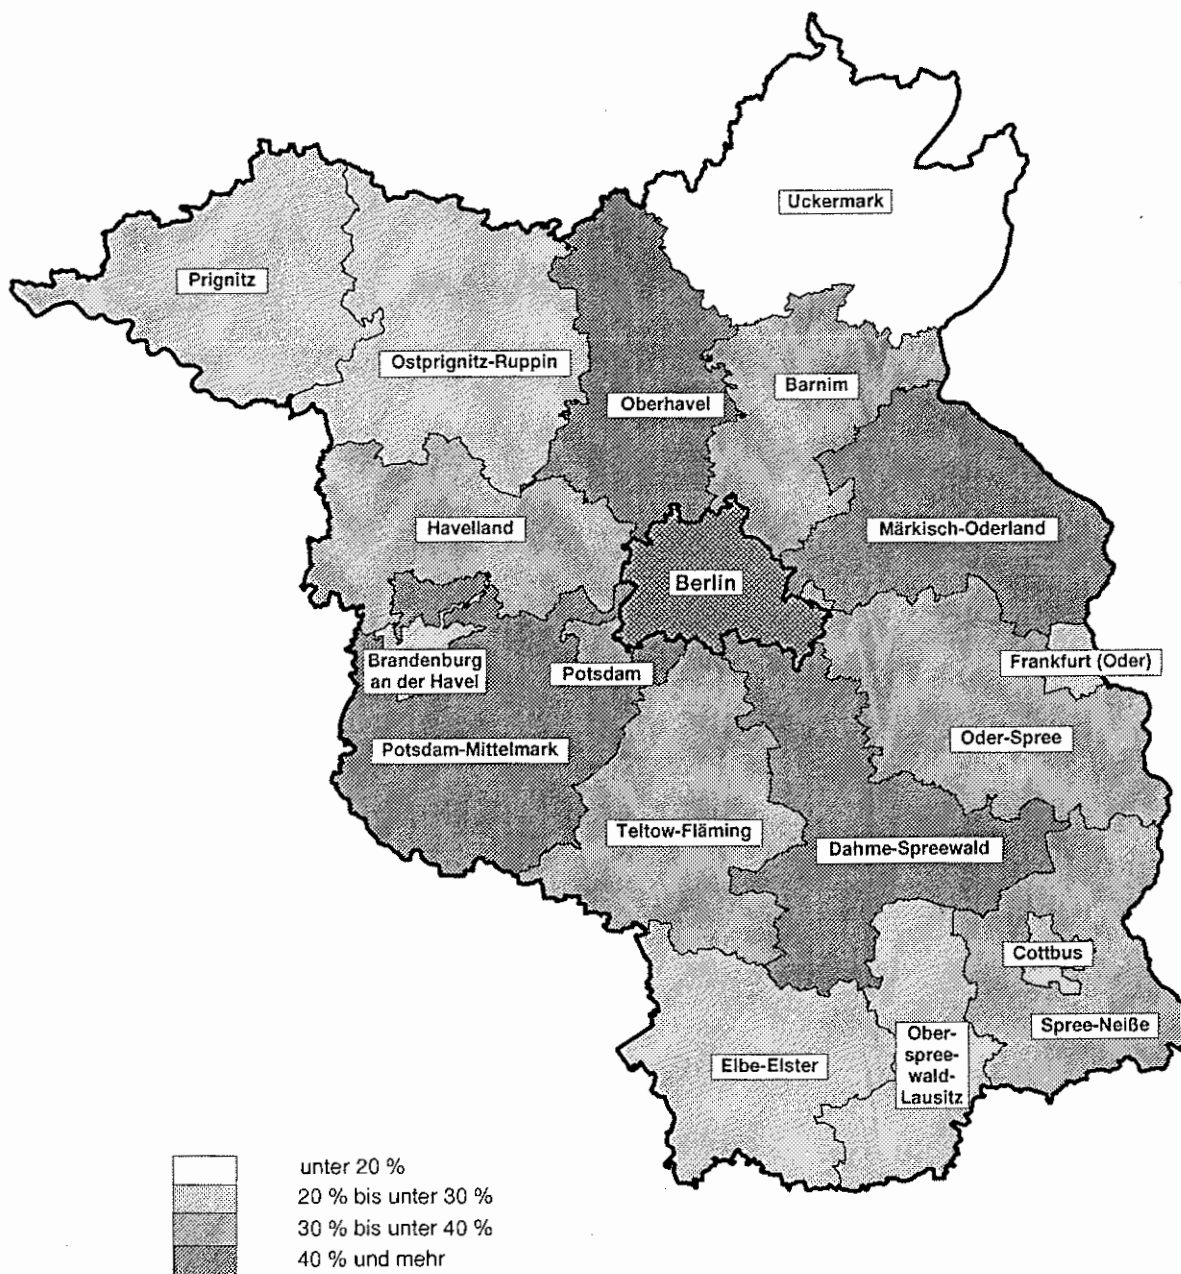 Uckermark
Prignitz
Ostprignitz-Ruppin
Barnim
Oberhavel
Havelland
Märkisch-Oderland
Berlin
Brandenburg
an der Havel
Potsdam
Frankfurt (Oder)
Potsdam-Mittelmark
Oder-Spree
Teltow-Fläming
Dahme-Spreewald
Cottbus
Spree-Neiße
Elbe-Elster
Ober-
spree-
wald-
Lausitz
unter 20 %
20 % bis unter 30 %
30 % bis unter 40 %
40 % und mehr